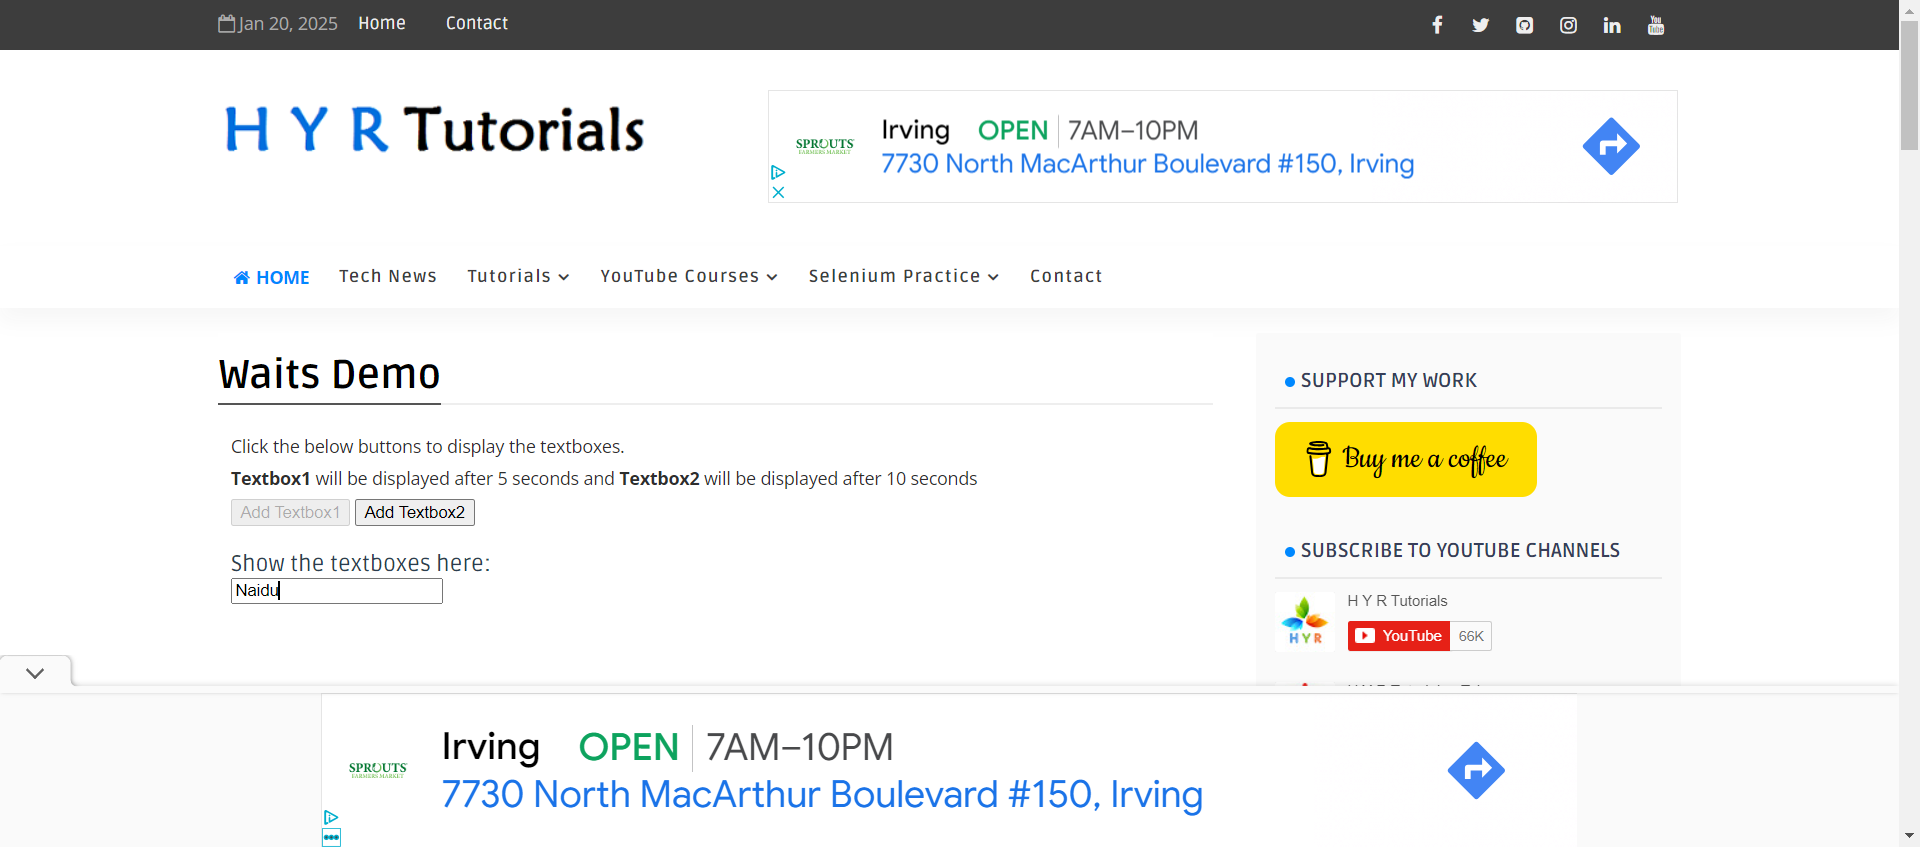 Jan 20, 2025 Home Contact
H Y R Tutorials
SPROUTS
FARMERS MARKET
Irving OPEN 7AM–10PM
7730 North MacArthur Boulevard #150, Irving
HOME Tech News Tutorials YouTube Courses Selenium Practice Contact
Waits Demo
Click the below buttons to display the textboxes.
Textbox1 will be displayed after 5 seconds and Textbox2 will be displayed after 10 seconds
Add Textbox1 Add Textbox2
Show the textboxes here:
Naidu
SUPPORT MY WORK
Buy me a coffee
SUBSCRIBE TO YOUTUBE CHANNELS
H Y R Tutorials
HYR
YouTube 66K
SPROUTS
FARMERS MARKET
Irving OPEN 7AM–10PM
7730 North MacArthur Boulevard #150, Irving